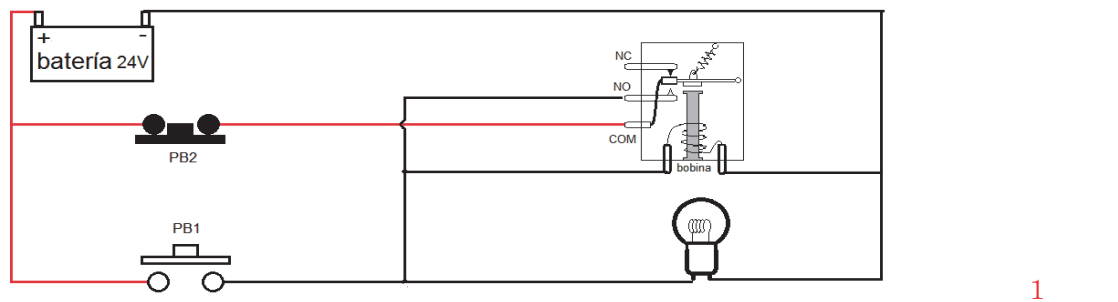 + -
batería 24V
NC
NO
COM
PB2
bobina
PB1
1